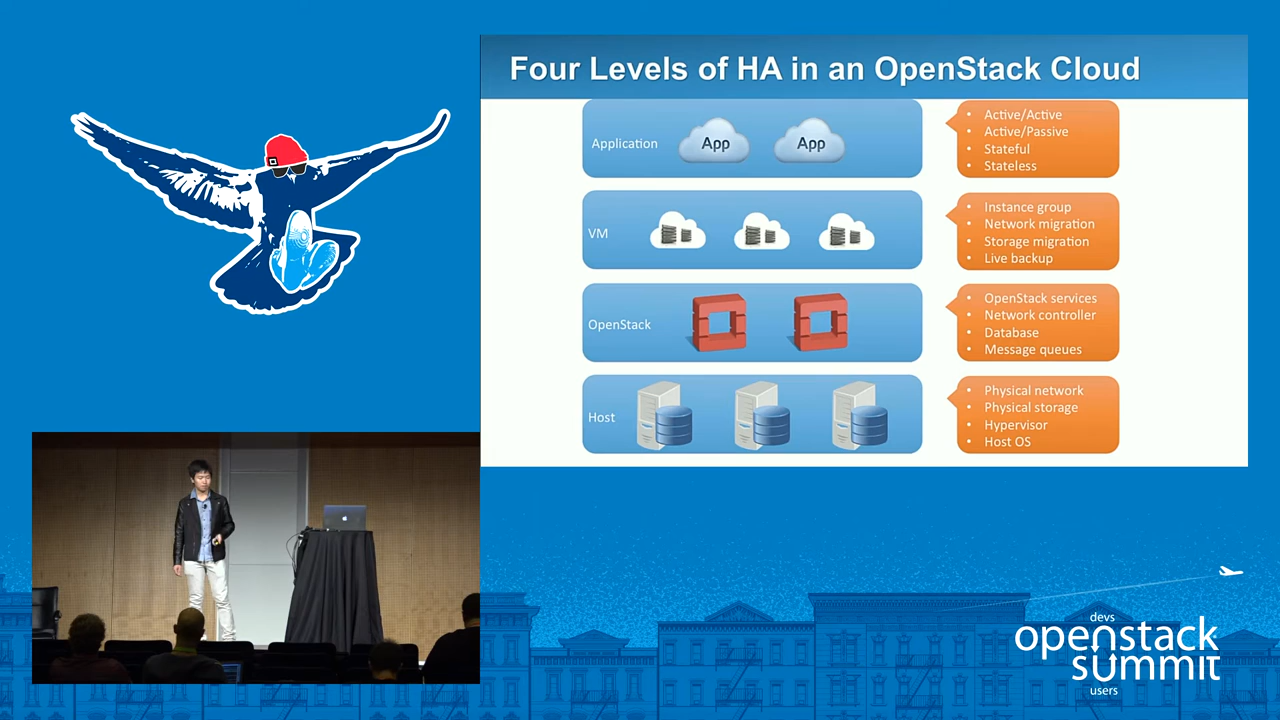 Four Levels of HA in an OpenStack Cloud
Application
App
App
• Active/Active
• Active/Passive
• Stateful
• Stateless
VM
• Instance group
• Network migration
• Storage migration
• Live backup
OpenStack
• OpenStack services
• Network controller
• Database
• Message queues
Host
• Physical network
• Physical storage
• Hypervisor
• Host OS
devs
openstack
summit
users